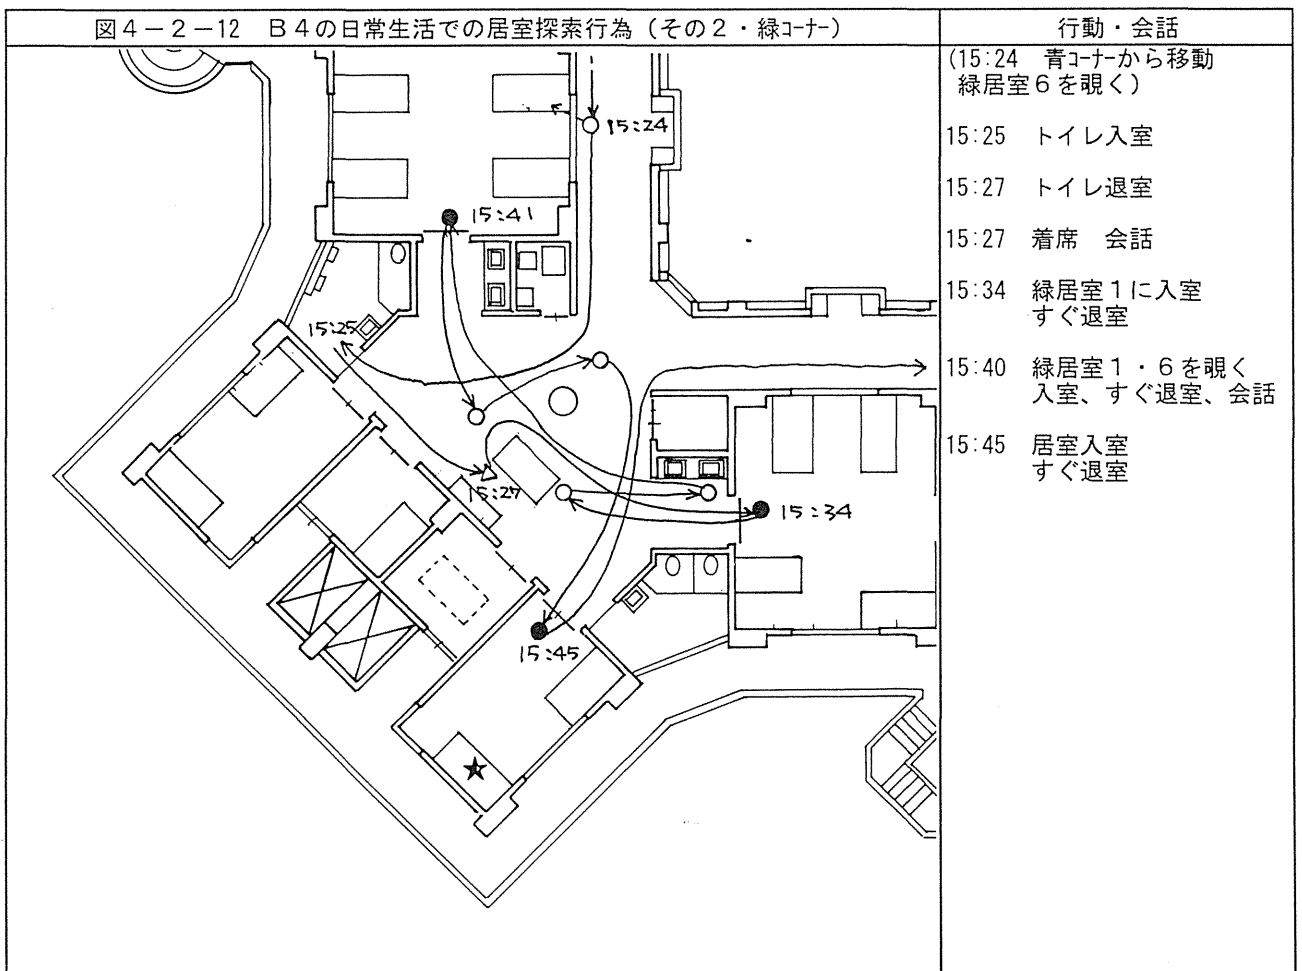 図4-2-12 B4の日常生活での居室探索行為(その2・緑コーナー)
行動・会話
(15:24 青コーナーから移動
緑居室6を覗く)
15:25 トイレ入室
15:27 トイレ退室
15:27 着席 会話
15:34 緑居室1に入室
すぐ退室
15:40 緑居室1・6を覗く
入室、すぐ退室、会話
15:45 居室入室
すぐ退室
15:24
15:41
15:25
15:27
15:34
15:45